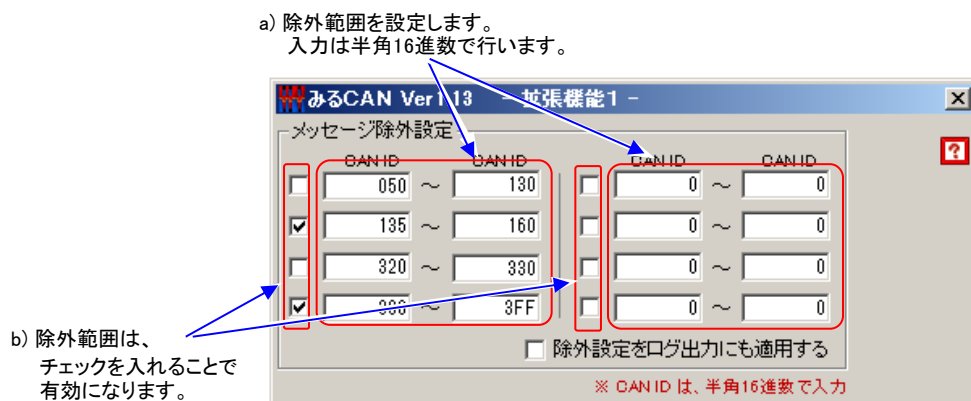 a) 除外範囲を設定します。
入力は半角16進数で行います。
みるCAN Ver1.13 - 拡張機能1 -
メッセージ除外設定
CAN ID CAN ID CAN ID CAN ID
050 ～ 130 0 ～ 0
135 ～ 160 0 ～ 0
320 ～ 330 0 ～ 0
～ 3FF 0 ～ 0
b) 除外範囲は、
チェックを入れることで
有効になります。
除外設定をログ出力にも適用する
※ CAN ID は、半角16進数で入力